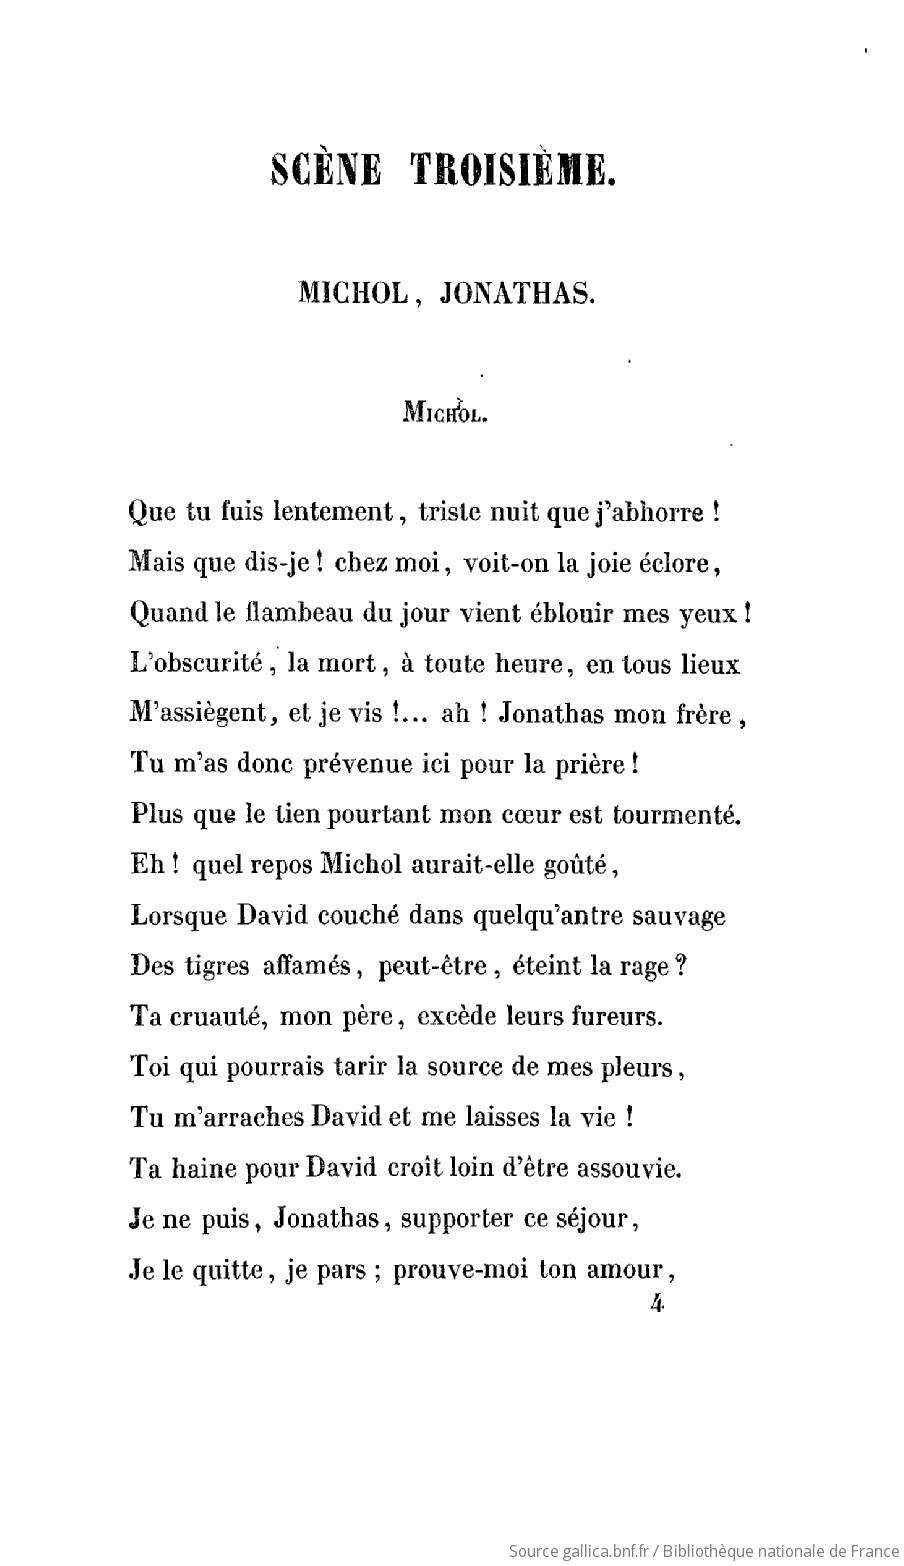 SCÈNE TROISIÈME.
MICHOL, JONATHAS.
MICHOL.
Que tu fuis lentement, triste nuit que j'abhorre !
Mais que dis-je ! chez moi, voit-on la joie éclore,
Quand le flambeau du jour vient éblouir mes yeux !
L'obscurité, la mort, à toute heure, en tous lieux
M'assiègent, et je vis !... ah ! Jonathas mon frère,
Tu m'as donc prévenue ici pour la prière !
Plus que le tien pourtant mon cœur est tourmenté.
Eh ! quel repos Michol aurait-elle goûté,
Lorsque David couché dans quelqu'antre sauvage
Des tigres affamés, peut-être, éteint la rage ?
Ta cruauté, mon père, excède leurs fureurs.
Toi qui pourrais tarir la source de mes pleurs,
Tu m'arraches David et me laisses la vie !
Ta haine pour David croît loin d'être assouvie.
Je ne puis, Jonathas, supporter ce séjour,
Je le quitte, je pars ; prouve-moi ton amour,
4
Source gallica.bnf.fr / Bibliothèque nationale de France